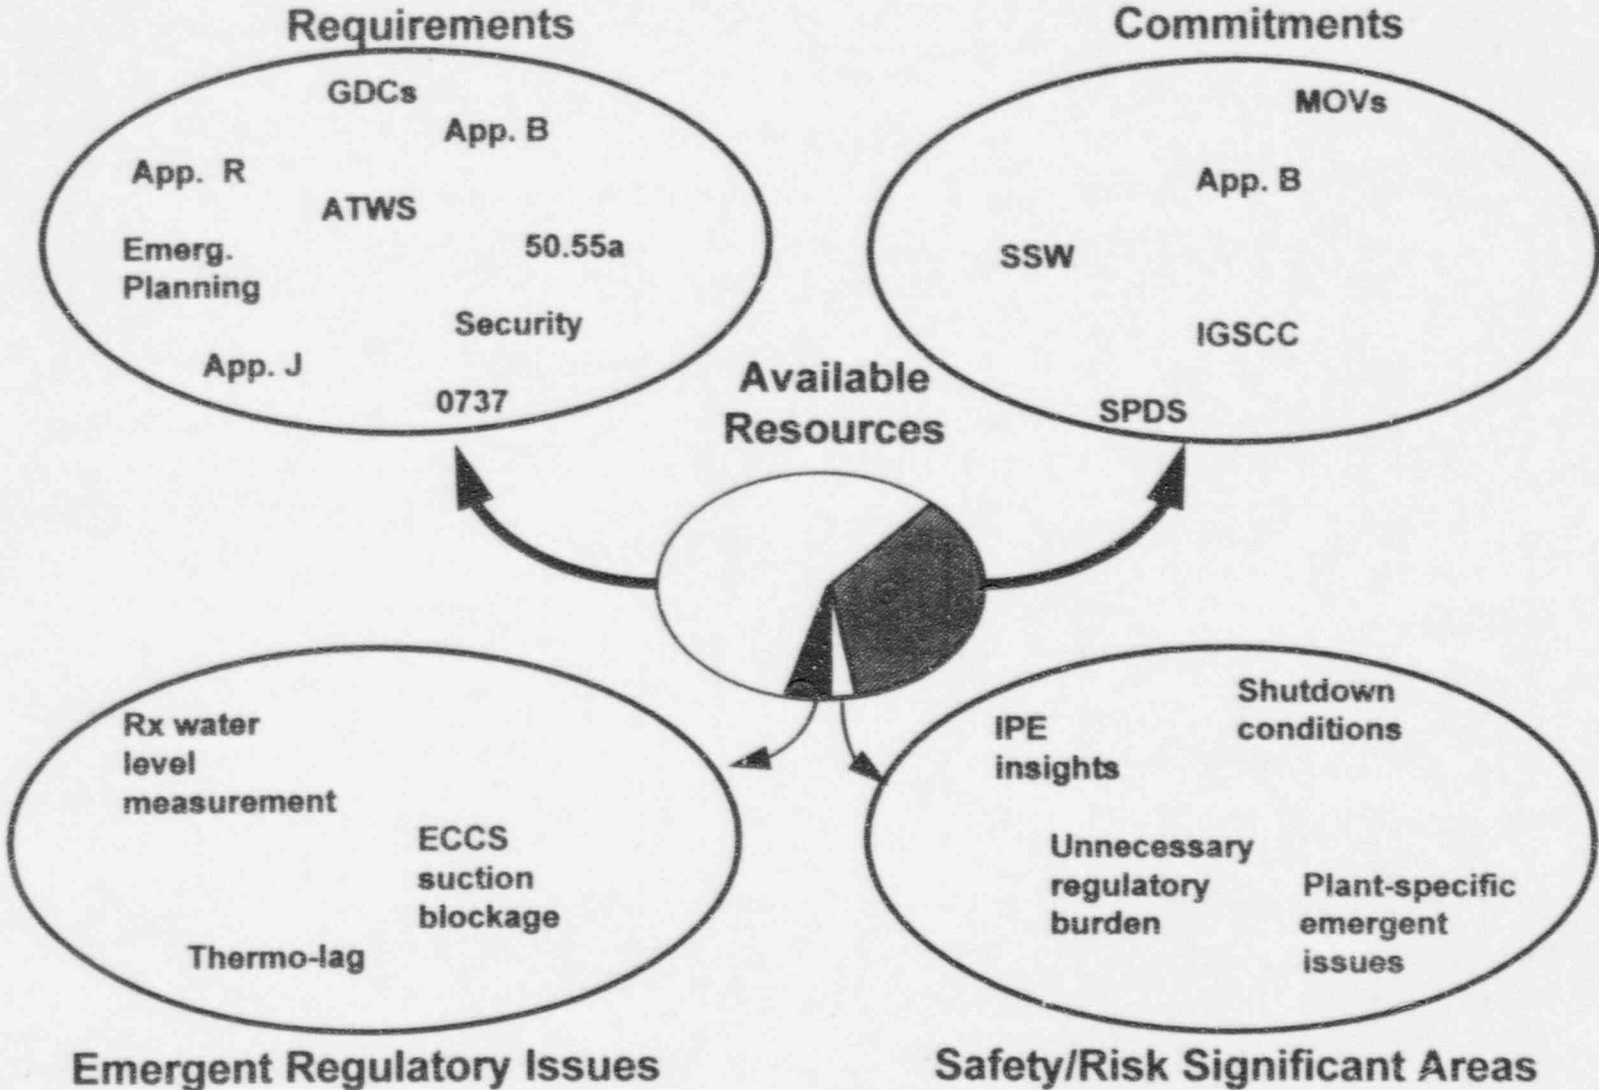 Requirements
GDCs
App. B
App. R
ATWS
Emerg.
Planning
50.55a
Security
App. J
0737
Commitments
MOVs
App. B
SSW
IGSCC
SPDS
Available
Resources
Rx water
level
measurement
ECCS
suction
blockage
Thermo-lag
Emergent Regulatory Issues
Shutdown
conditions
IPE
insights
Unnecessary
regulatory
burden
Plant-specific
emergent
issues
Safety/Risk Significant Areas